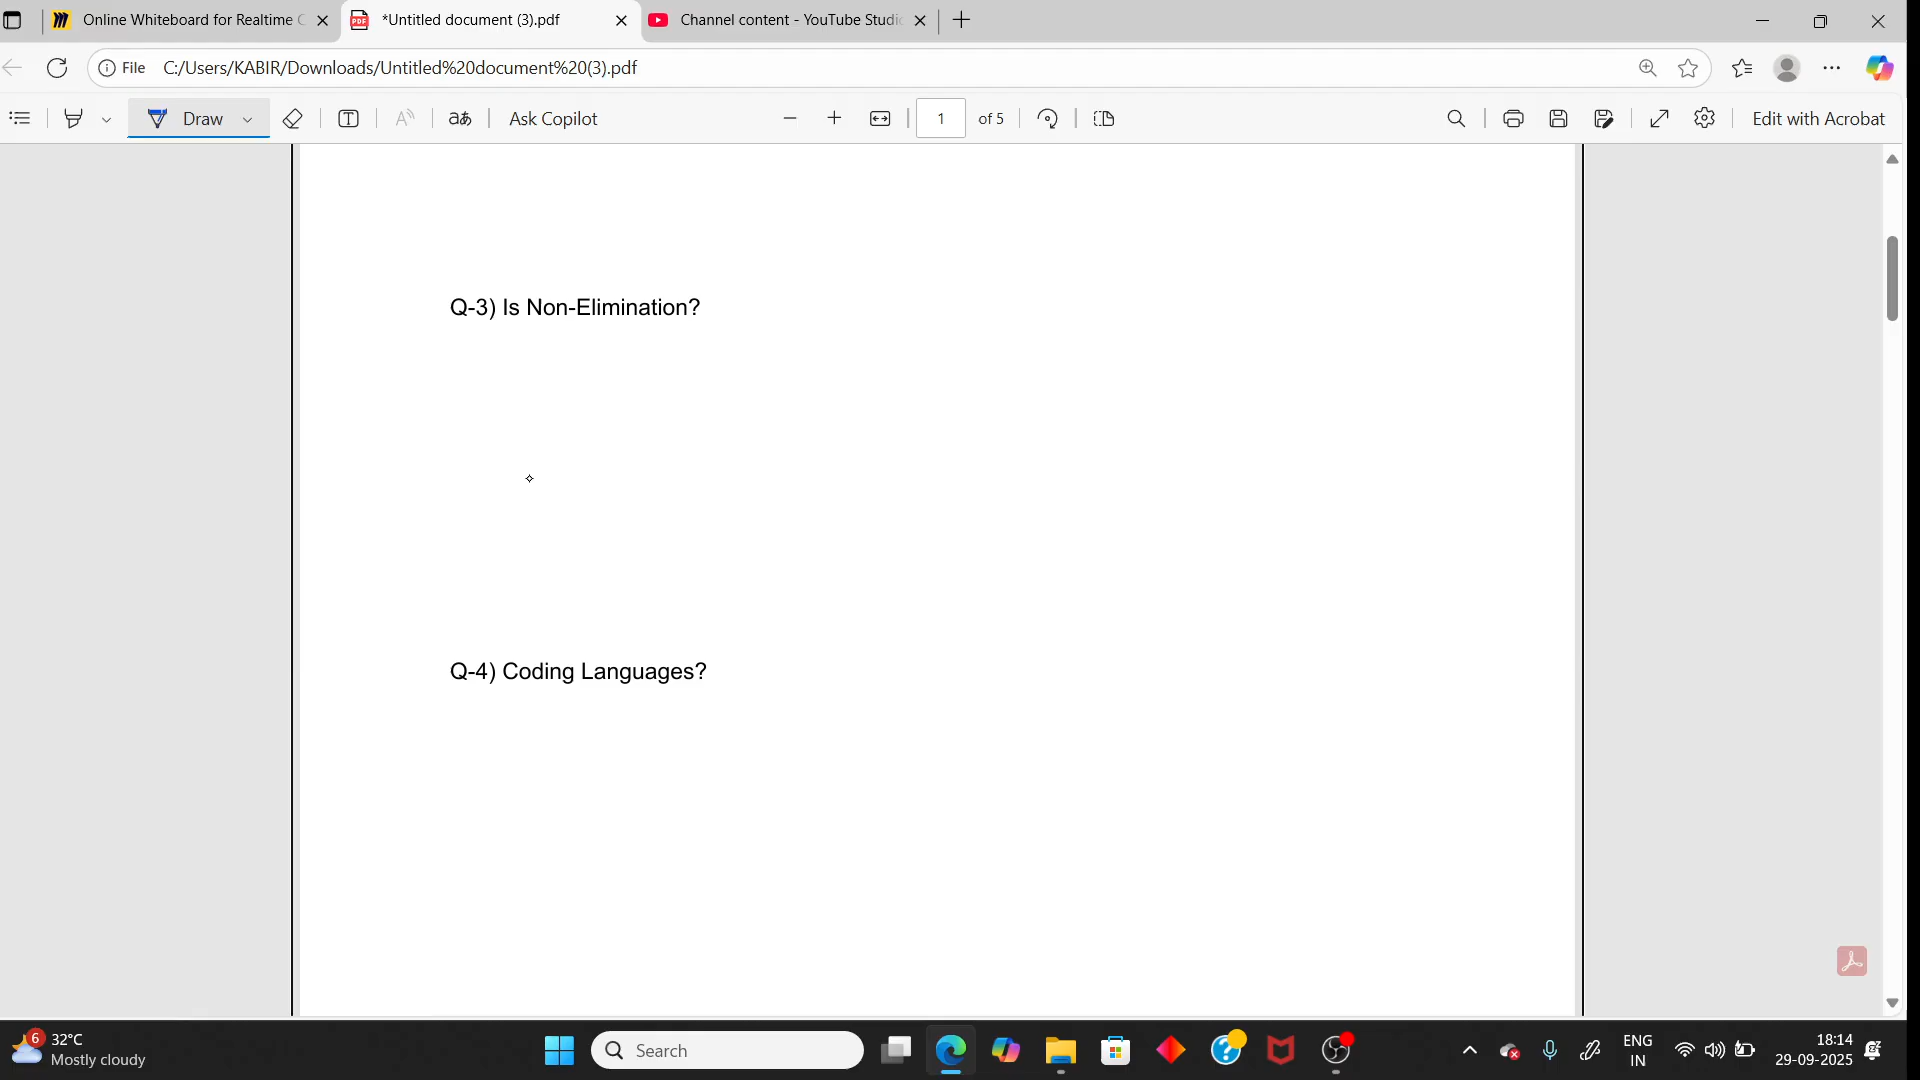 Online Whiteboard for Realtime C
*Untitled document (3).pdf
Channel content - YouTube Studi
File
C:/Users/KABIR/Downloads/Untitled%20document%20(3).pdf
Draw
Ask Copilot
1
of 5
Edit with Acrobat
Q-3) Is Non-Elimination?
Q-4) Coding Languages?
6
32°C
Mostly cloudy
Search
ENG
IN
18:14
29-09-2025